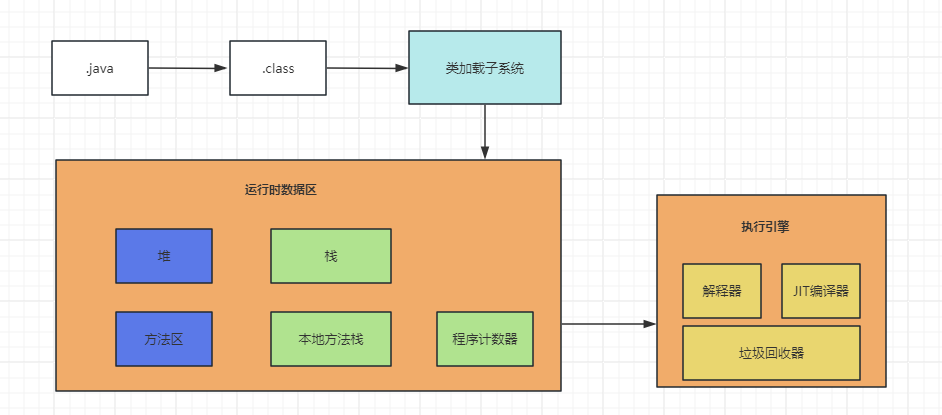 .java
.class
类加载子系统
运行时数据区
堆
栈
方法区
本地方法栈
程序计数器
执行引擎
解释器
JIT编译器
垃圾回收器